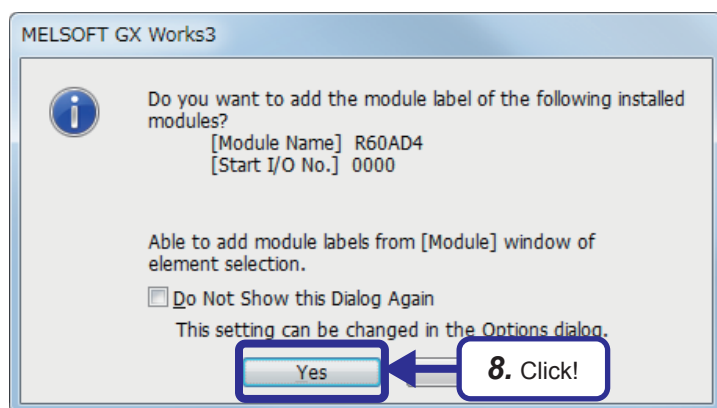 MELSOFT GX Works3
Do you want to add the module label of the following installed
modules?
[Module Name] R60AD4
[Start I/O No.] 0000
Able to add module labels from [Module] window of
element selection.
Do Not Show this Dialog Again
This setting can be changed in the Options dialog.
Yes
8. Click!